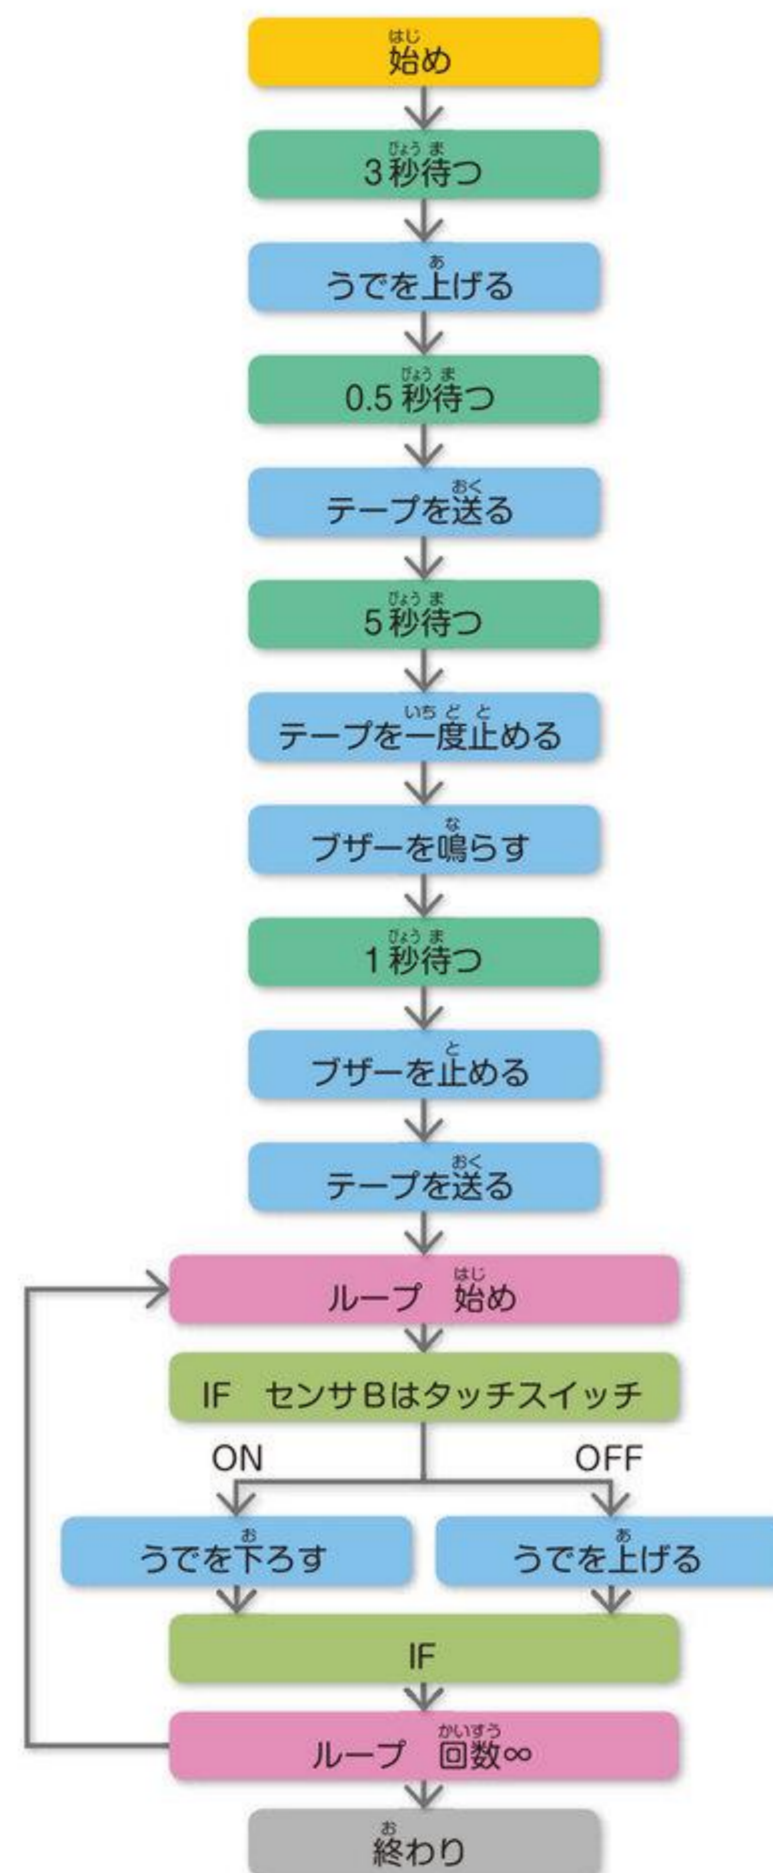 始め
3秒待つ
うでを上げる
0.5秒待つ
テープを送る
5秒待つ
テープを一度止める
ブザーを鳴らす
1秒待つ
ブザーを止める
テープを送る
ループ　始め
IF　センサBはタッチスイッチ
ON　OFF
うでを下ろす　うでを上げる
IF
ループ　回数∞
終わり